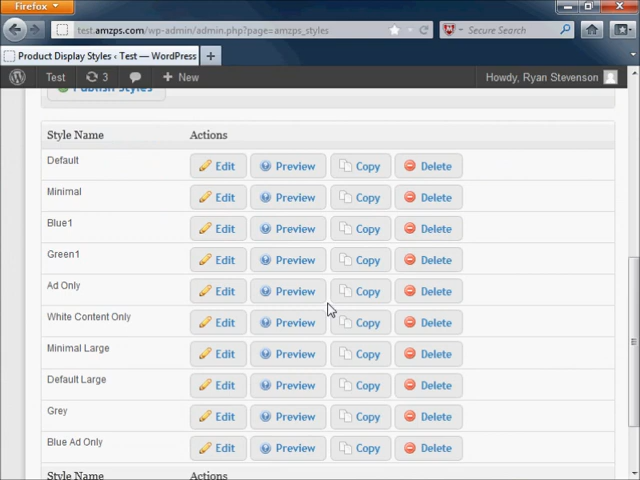 Firefox
test.amzps.com/wp-admin/admin.php?page=amzps_styles
Secure Search
Product Display Styles ‹ Test — WordPress
Test 3 New Howdy, Ryan Stevenson
Publish Styles
Style Name Actions
Default Edit Preview Copy Delete
Minimal Edit Preview Copy Delete
Blue1 Edit Preview Copy Delete
Green1 Edit Preview Copy Delete
Ad Only Edit Preview Copy Delete
White Content Only Edit Preview Copy Delete
Minimal Large Edit Preview Copy Delete
Default Large Edit Preview Copy Delete
Grey Edit Preview Copy Delete
Blue Ad Only Edit Preview Copy Delete
Style Name Actions